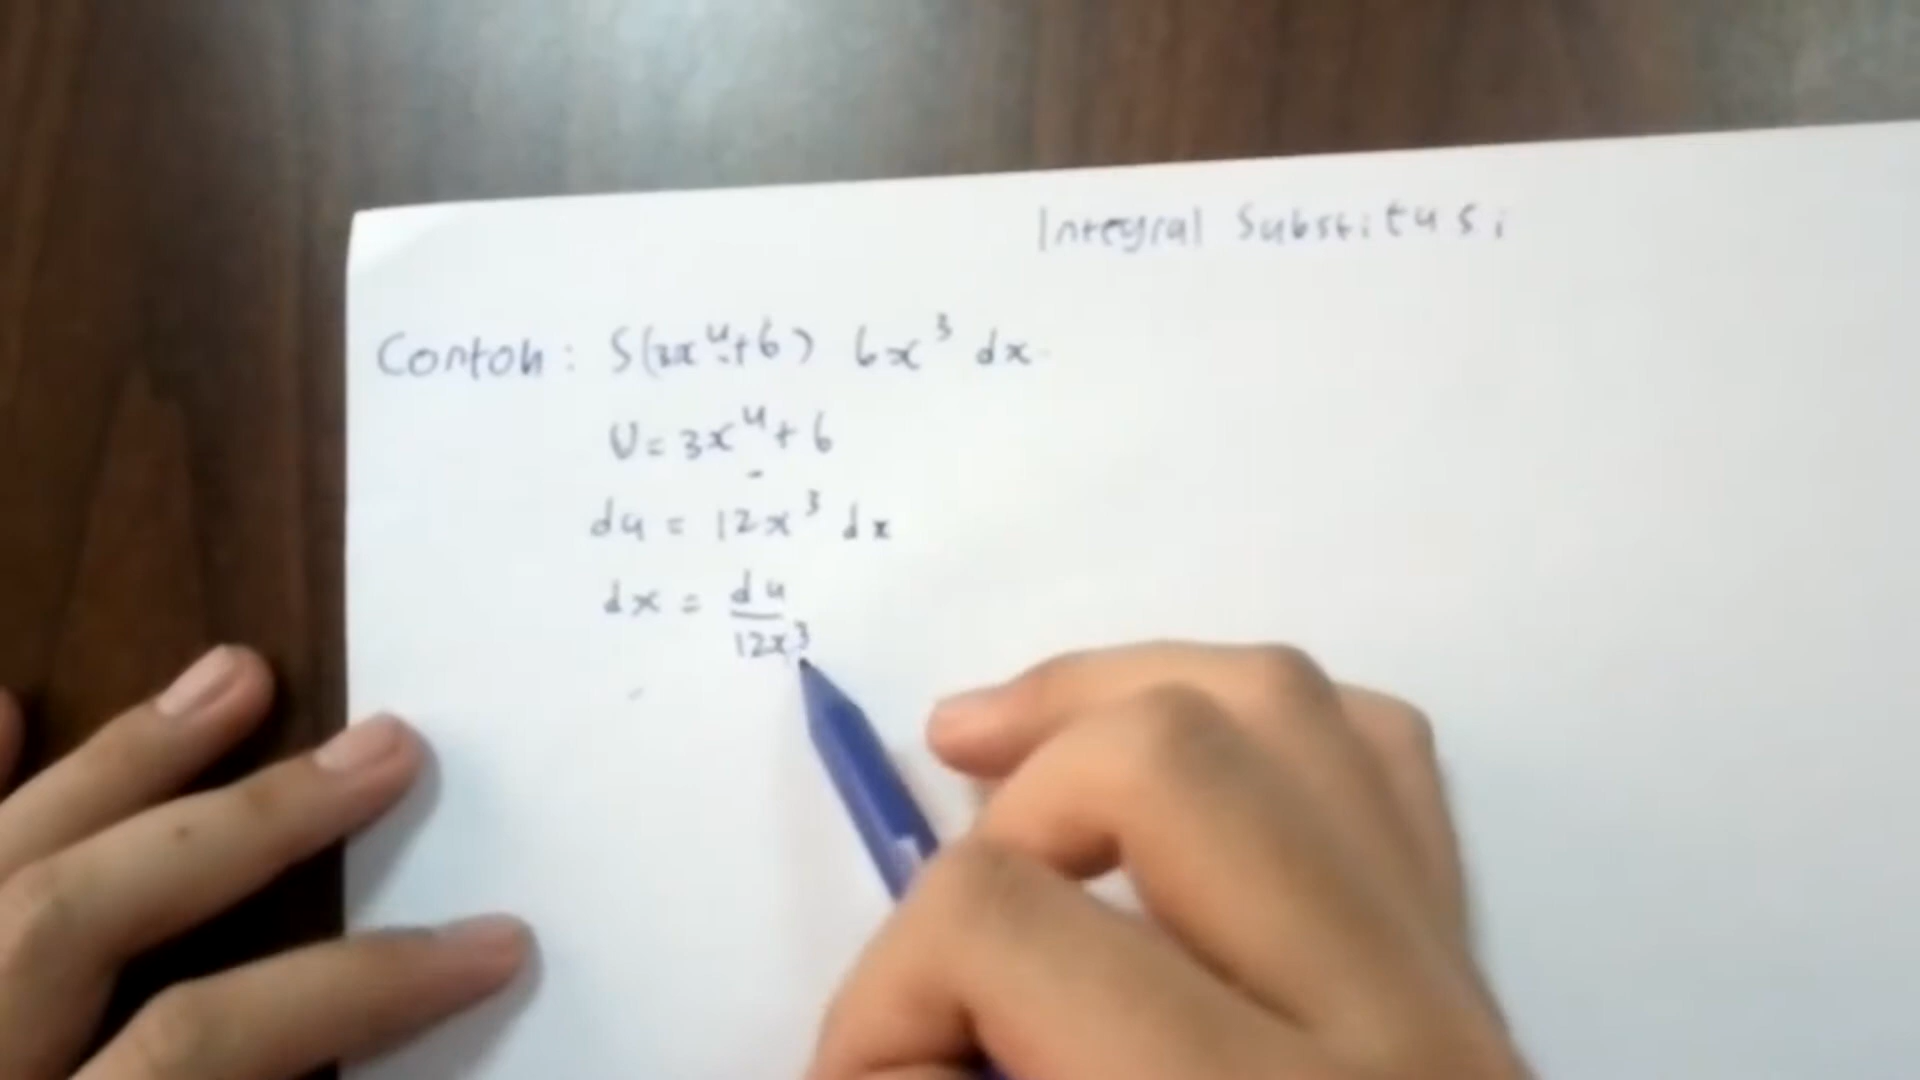 Integral Substitusi
Contoh : ∫(3x⁴+6) 6x³ dx
U = 3x⁴ + 6
du = 12x³ dx
dx = du
12x³